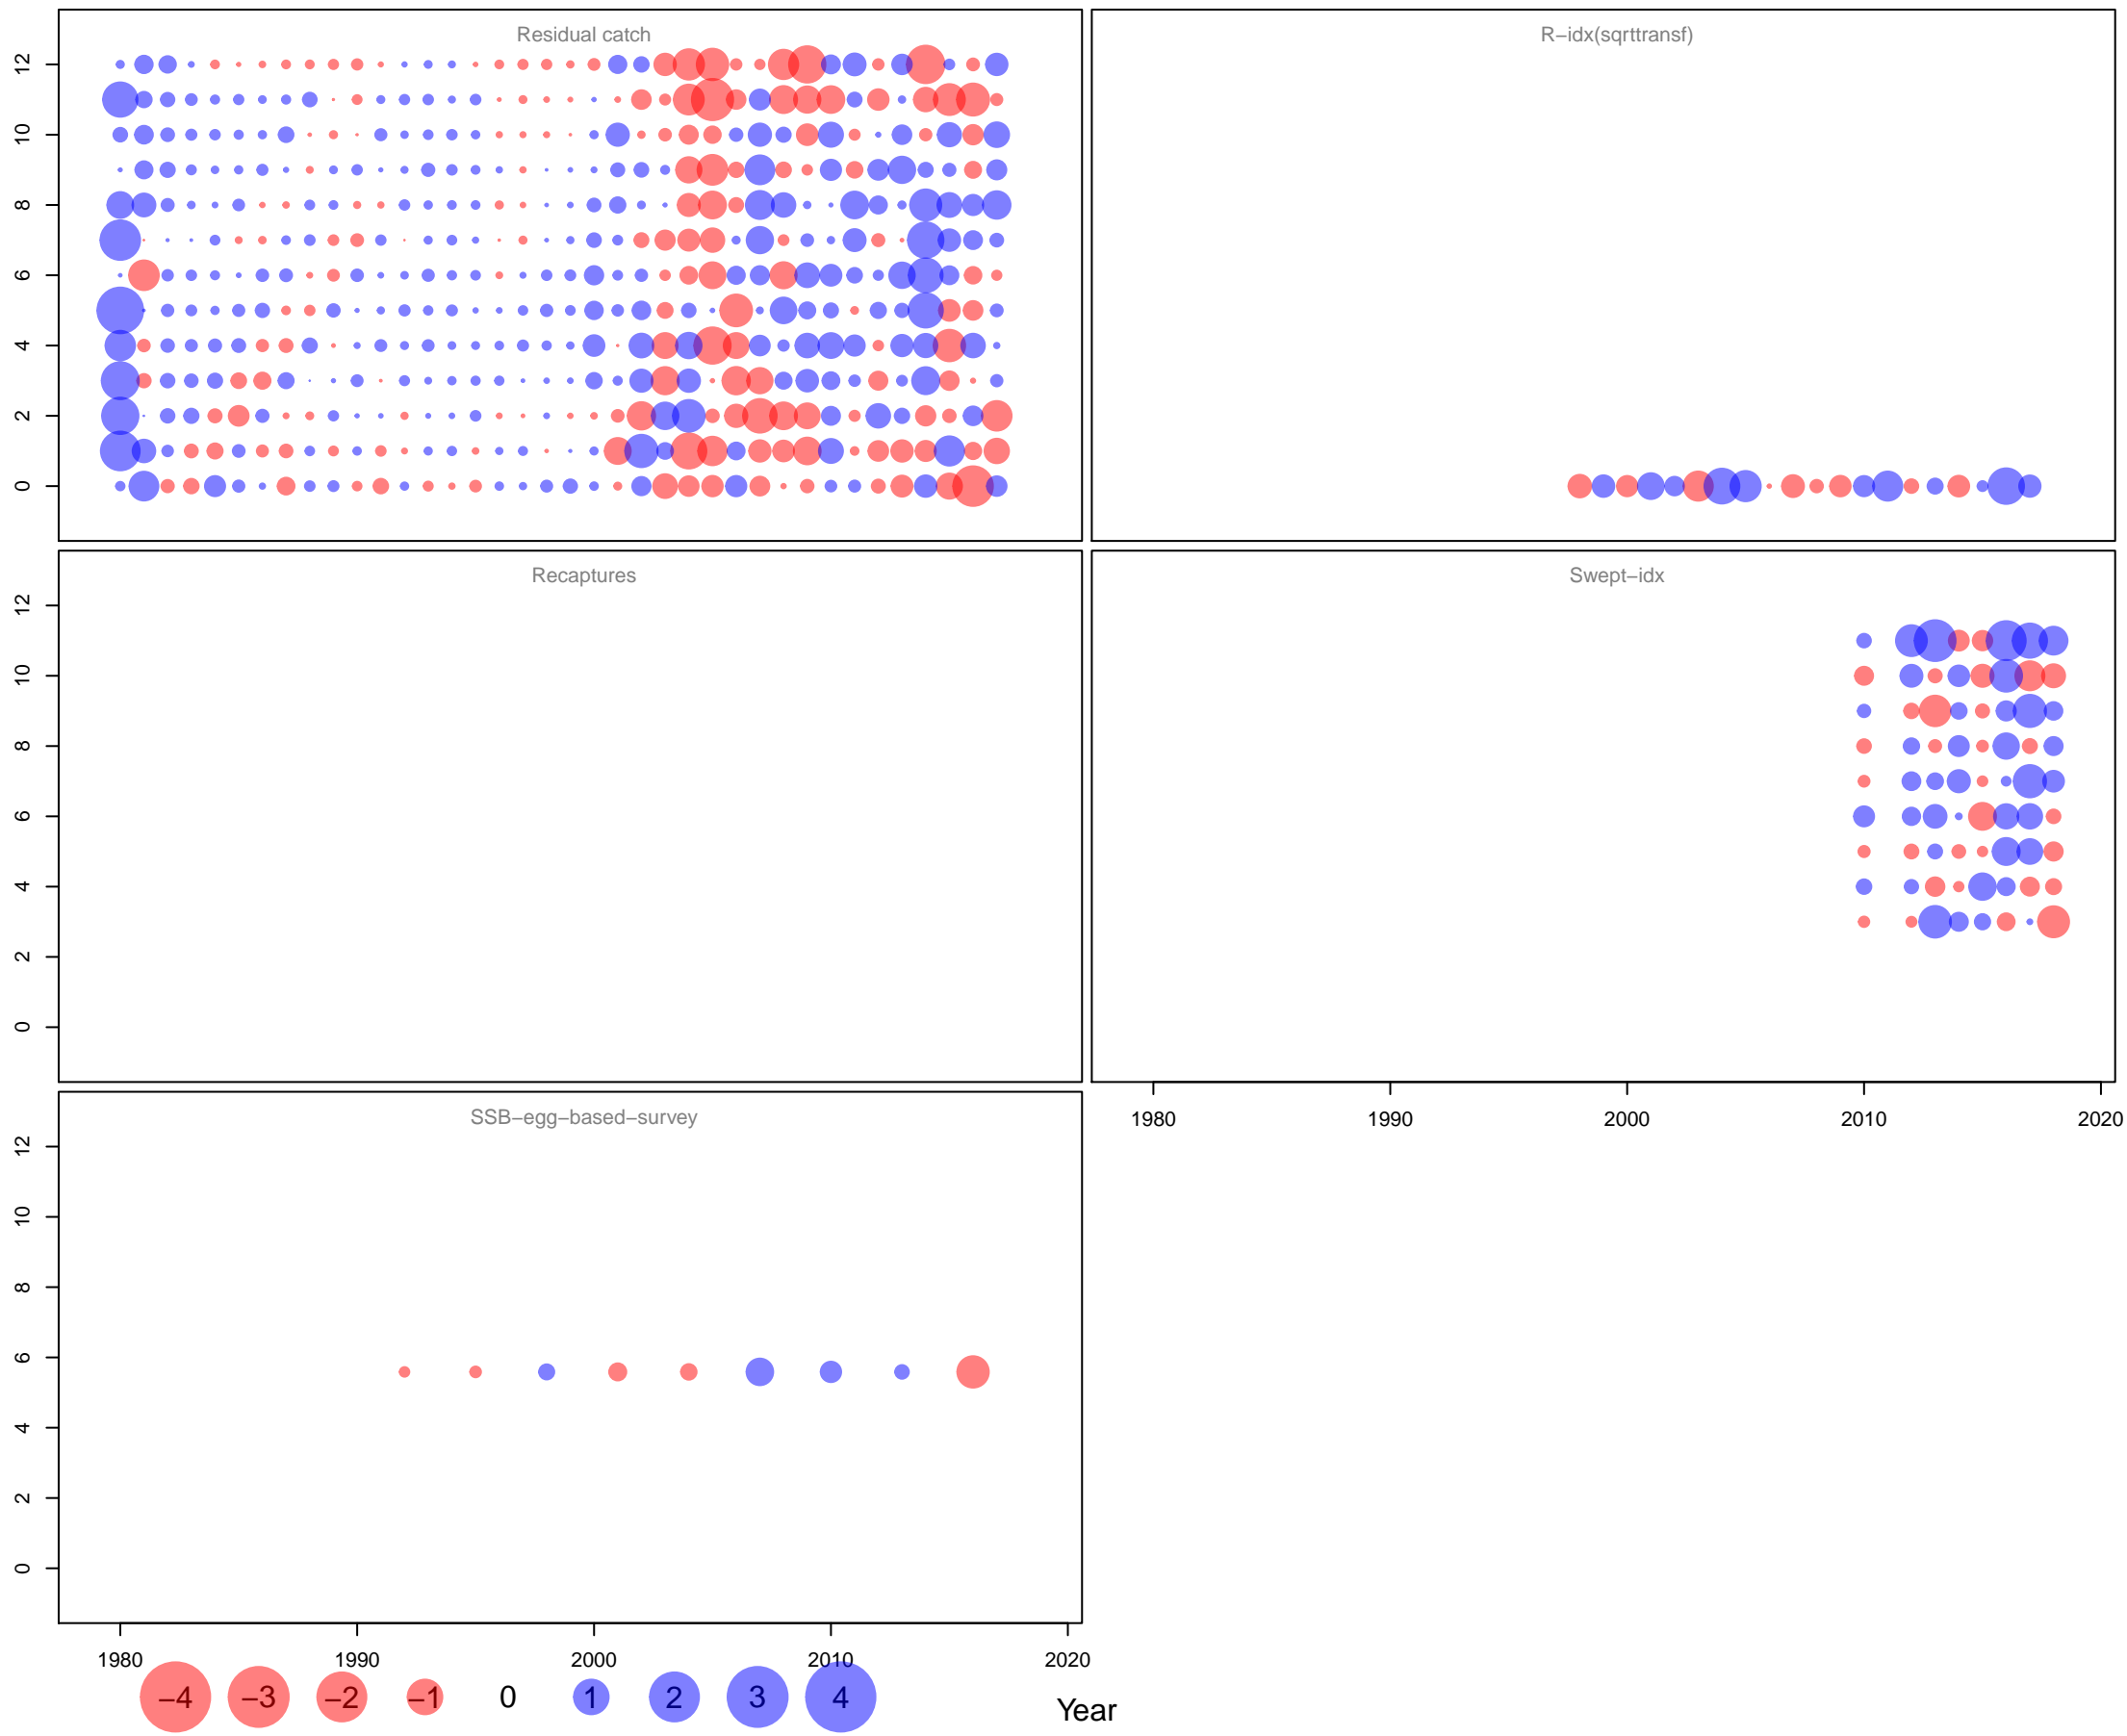 Residual catch
R−idx(sqrttransf)
12
10
8
6
4
2
0
Recaptures
Swept−idx
12
10
8
6
4
2
0
1980 1990 2000 2010 2020
SSB−egg−based−survey
12
10
8
6
4
2
0
1980 1990 2000 2010 2020
−4 −3 −2 −1 0 1 2 3 4
Year